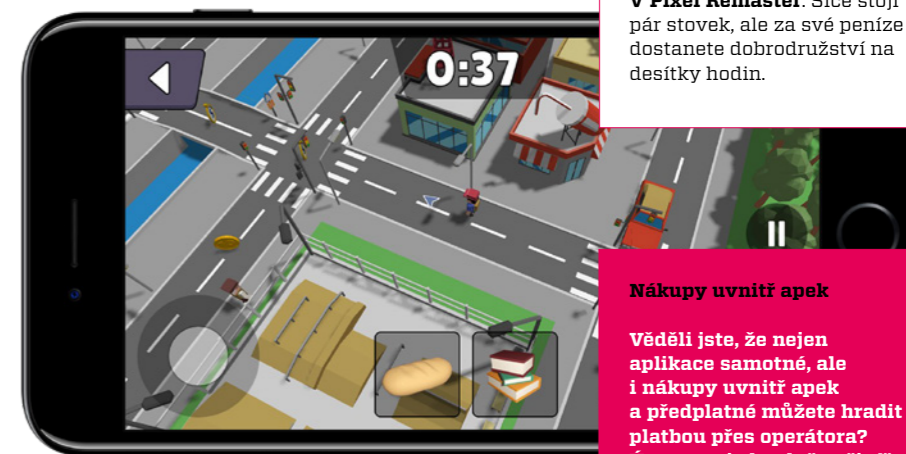 V Pixel Remaster. Sice stojí
pár stovek, ale za své peníze
dostanete dobrodružství na
desítky hodin.
0:37
Nákupy uvnitř apek
Věděli jste, že nejen
aplikace samotné, ale
i nákupy uvnitř apek
a předplatné můžete hradit
platbou přes operátora?